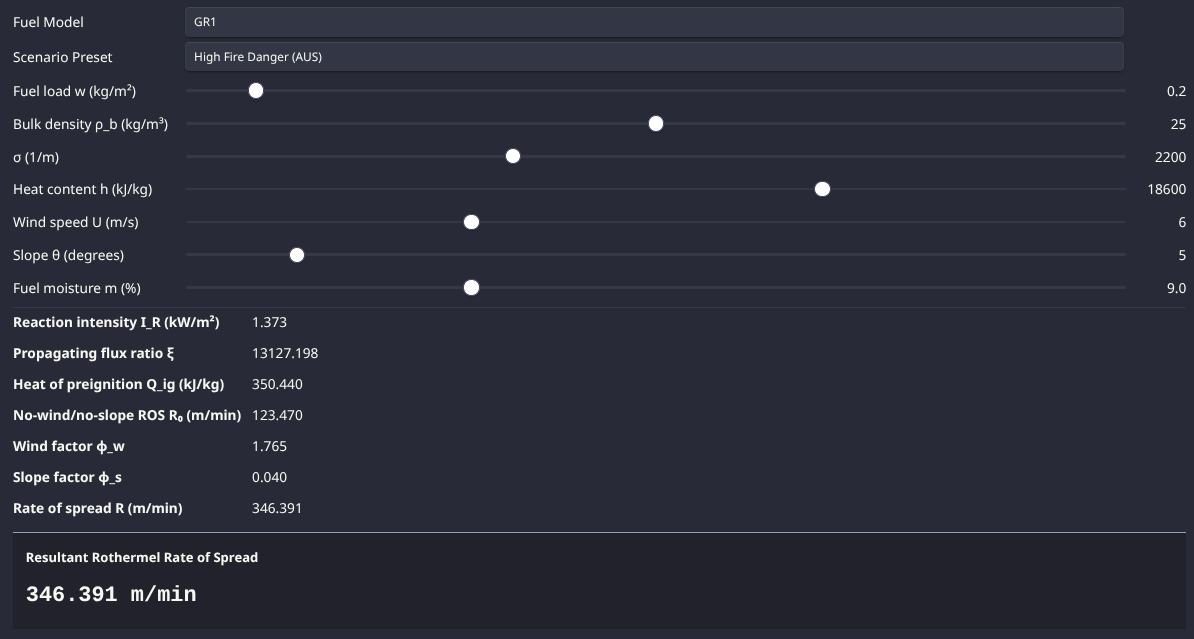 Fuel Model GR1
Scenario Preset High Fire Danger (AUS)
Fuel load w (kg/m²) 0.2
Bulk density ρ_b (kg/m³) 25
σ (1/m) 2200
Heat content h (kJ/kg) 18600
Wind speed U (m/s) 6
Slope θ (degrees) 5
Fuel moisture m (%) 9.0
Reaction intensity I_R (kW/m²) 1.373
Propagating flux ratio ξ 13127.198
Heat of preignition Q_ig (kJ/kg) 350.440
No-wind/no-slope ROS R₀ (m/min) 123.470
Wind factor ϕ_w 1.765
Slope factor ϕ_s 0.040
Rate of spread R (m/min) 346.391
Resultant Rothermel Rate of Spread
346.391 m/min